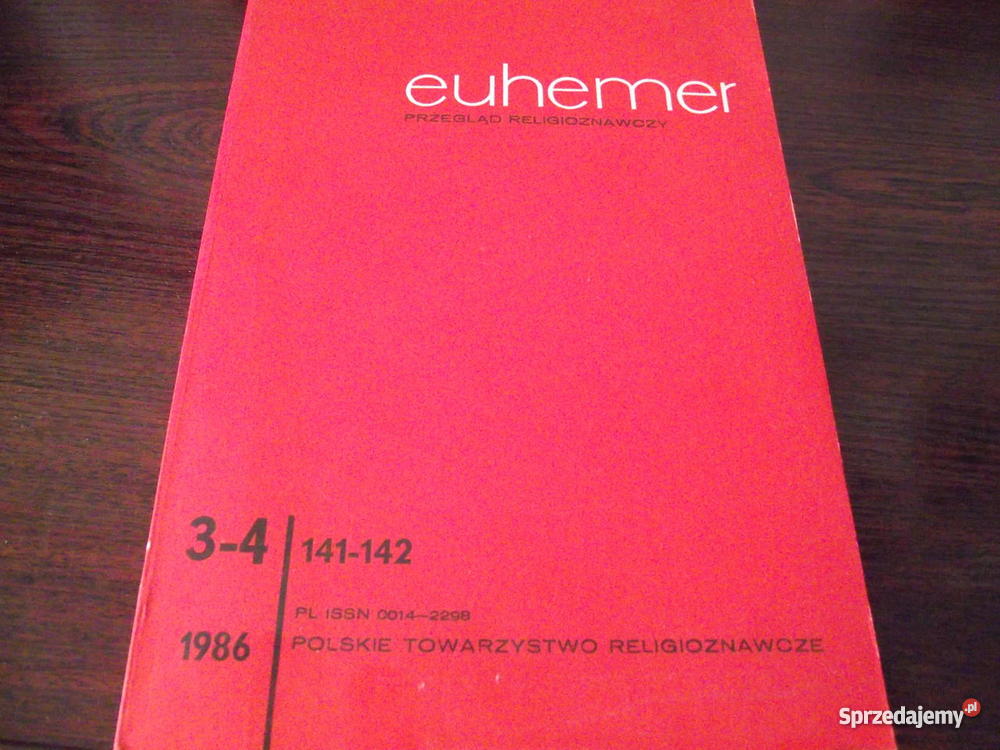 euhemer
PRZEGLĄD RELIGIOZNAWCZY
3-4
141-142
PL ISSN 0014-2298
1986
POLSKIE TOWARZYSTWO RELIGIOZNAWCZE
Sprzedajemy.pl